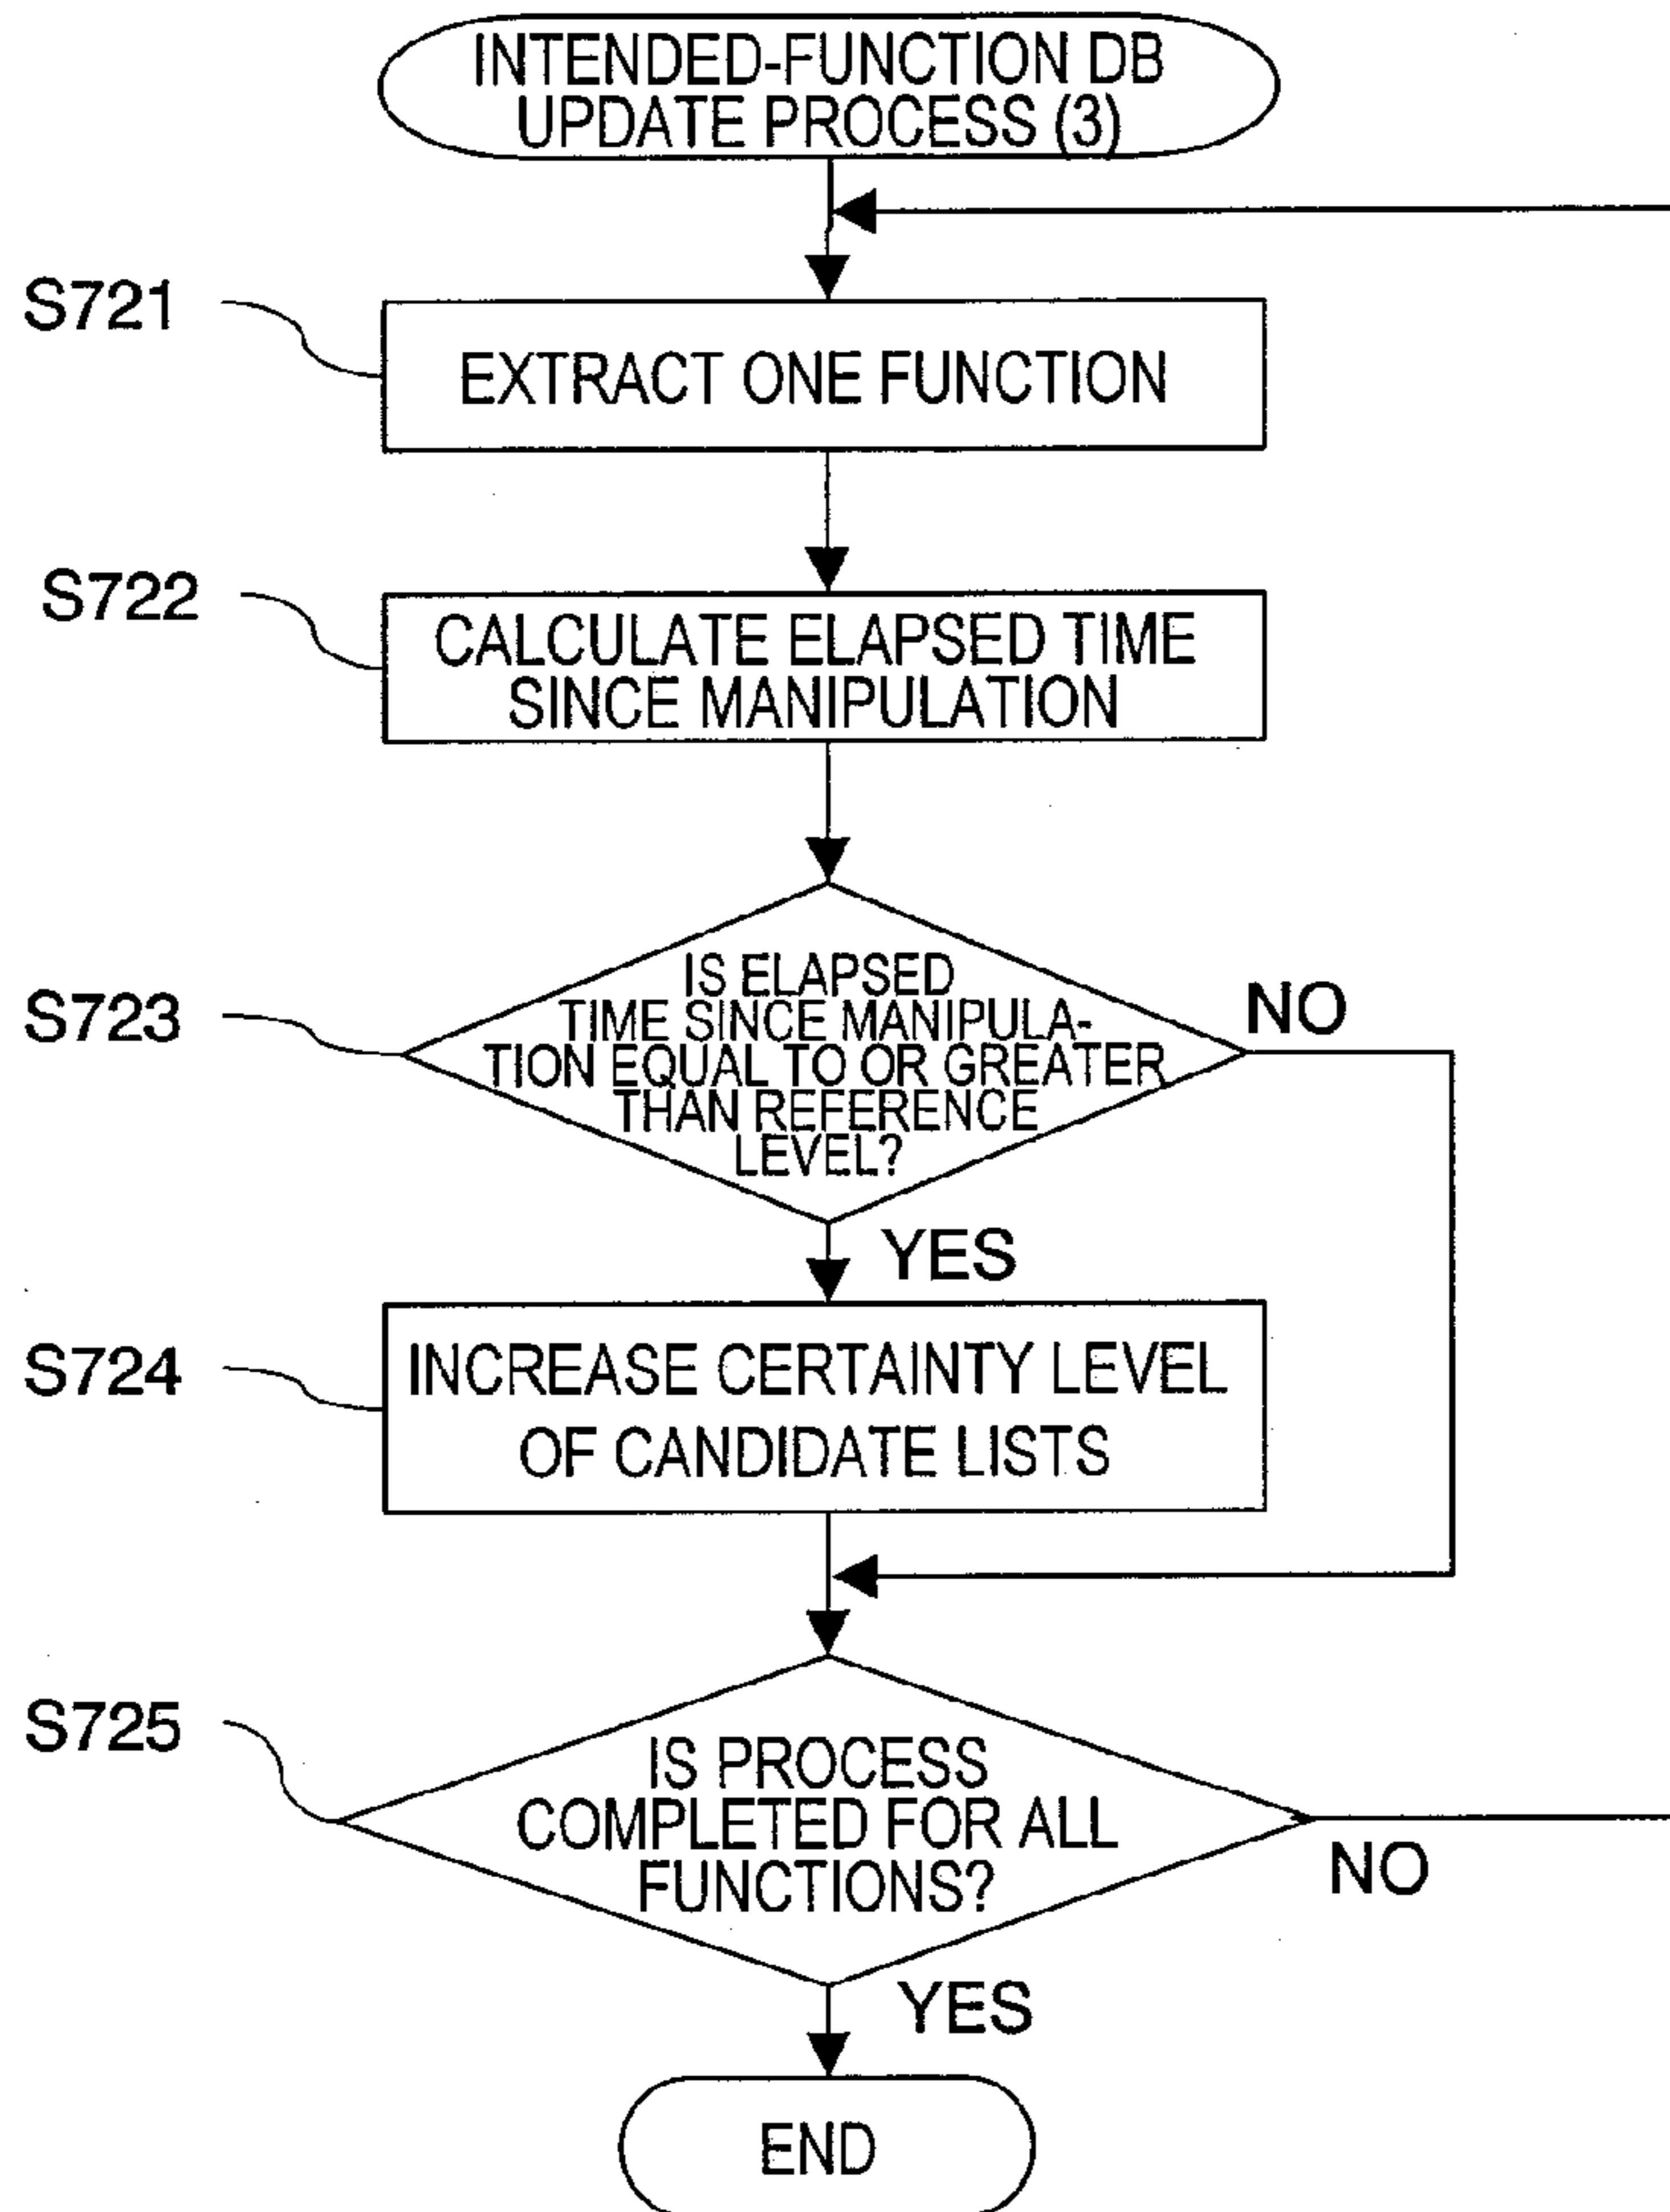 INTENDED-FUNCTION DB
UPDATE PROCESS (3)
S721
EXTRACT ONE FUNCTION
S722
CALCULATE ELAPSED TIME
SINCE MANIPULATION
S723
IS ELAPSED
TIME SINCE MANIPULA-
TION EQUAL TO OR GREATER
THAN REFERENCE
LEVEL?
NO
YES
S724
INCREASE CERTAINTY LEVEL
OF CANDIDATE LISTS
S725
IS PROCESS
COMPLETED FOR ALL
FUNCTIONS?
NO
YES
END